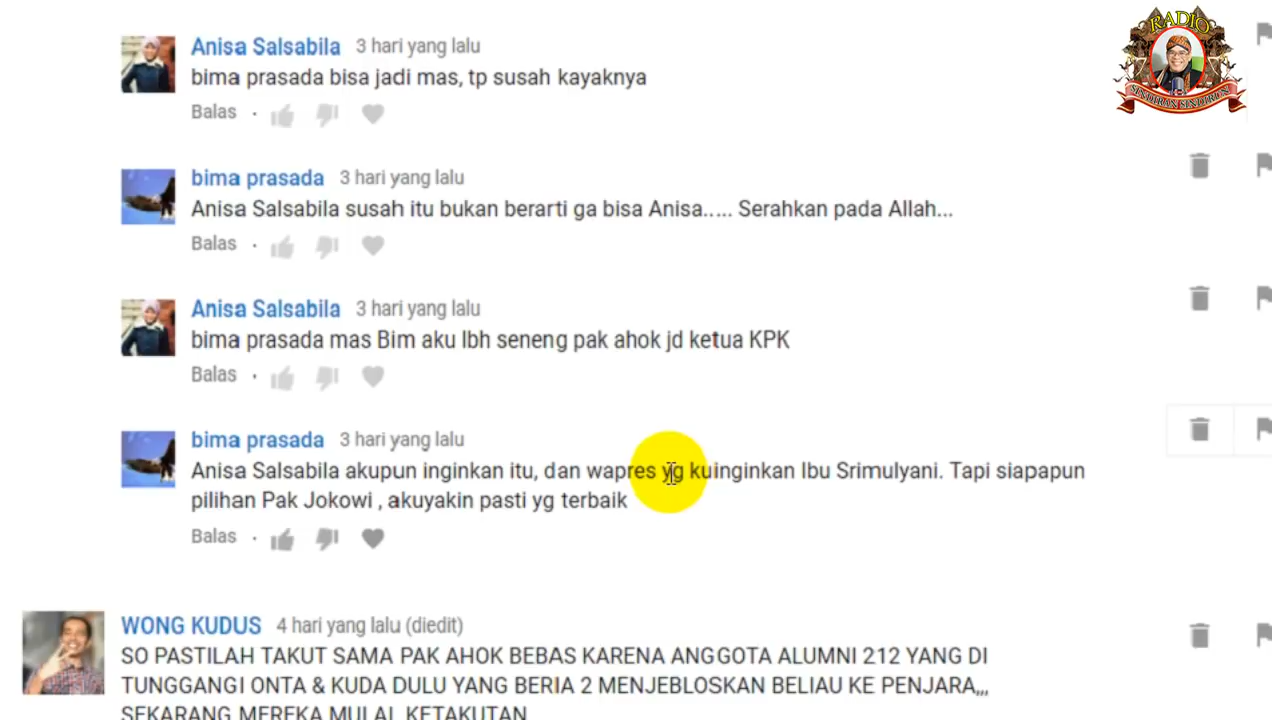 RADIO
SINDIRAN SINDIRUN
Anisa Salsabila 3 hari yang lalu
bima prasada bisa jadi mas, tp susah kayaknya
Balas
bima prasada 3 hari yang lalu
Anisa Salsabila susah itu bukan berarti ga bisa Anisa..... Serahkan pada Allah...
Balas
Anisa Salsabila 3 hari yang lalu
bima prasada mas Bim aku lbh seneng pak ahok jd ketua KPK
Balas
bima prasada 3 hari yang lalu
Anisa Salsabila akupun inginkan itu, dan wapres yg kuinginkan Ibu Srimulyani. Tapi siapapun
pilihan Pak Jokowi , akuyakin pasti yg terbaik
Balas
WONG KUDUS 4 hari yang lalu (diedit)
SO PASTILAH TAKUT SAMA PAK AHOK BEBAS KARENA ANGGOTA ALUMNI 212 YANG DI
TUNGGANGI ONTA & KUDA DULU YANG BERIA 2 MENJEBLOSKAN BELIAU KE PENJARA,,,
SEKARANG MEREKA MULAI KETAKUTAN